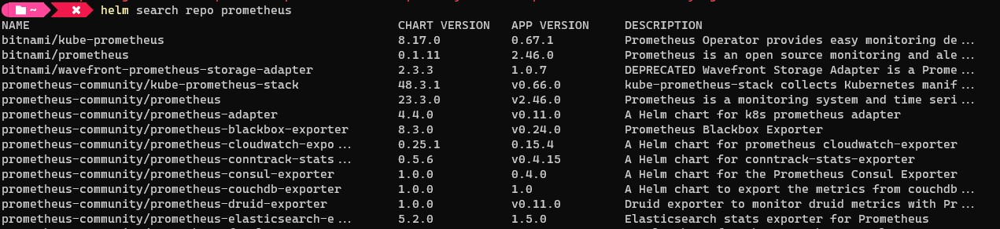 ~ helm search repo prometheus
NAME CHART VERSION APP VERSION DESCRIPTION
bitnami/kube-prometheus 8.17.0 0.67.1 Prometheus Operator provides easy monitoring de...
bitnami/prometheus 0.1.11 2.46.0 Prometheus is an open source monitoring and ale...
bitnami/wavefront-prometheus-storage-adapter 2.3.3 1.0.7 DEPRECATED Wavefront Storage Adapter is a Prome...
prometheus-community/kube-prometheus-stack 48.3.1 v0.66.0 kube-prometheus-stack collects Kubernetes manif...
prometheus-community/prometheus 23.3.0 v2.46.0 Prometheus is a monitoring system and time seri...
prometheus-community/prometheus-adapter 4.4.0 v0.11.0 A Helm chart for k8s prometheus adapter
prometheus-community/prometheus-blackbox-exporter 8.3.0 v0.24.0 Prometheus Blackbox Exporter
prometheus-community/prometheus-cloudwatch-expo... 0.25.1 0.15.4 A Helm chart for prometheus cloudwatch-exporter
prometheus-community/prometheus-conntrack-stats... 0.5.6 v0.4.15 A Helm chart for conntrack-stats-exporter
prometheus-community/prometheus-consul-exporter 1.0.0 0.4.0 A Helm chart for the Prometheus Consul Exporter
prometheus-community/prometheus-couchdb-exporter 1.0.0 1.0 A Helm chart to export the metrics from couchdb...
prometheus-community/prometheus-druid-exporter 1.0.0 v0.11.0 Druid exporter to monitor druid metrics with Pr...
prometheus-community/prometheus-elasticsearch-e... 5.2.0 1.5.0 Elasticsearch stats exporter for Prometheus